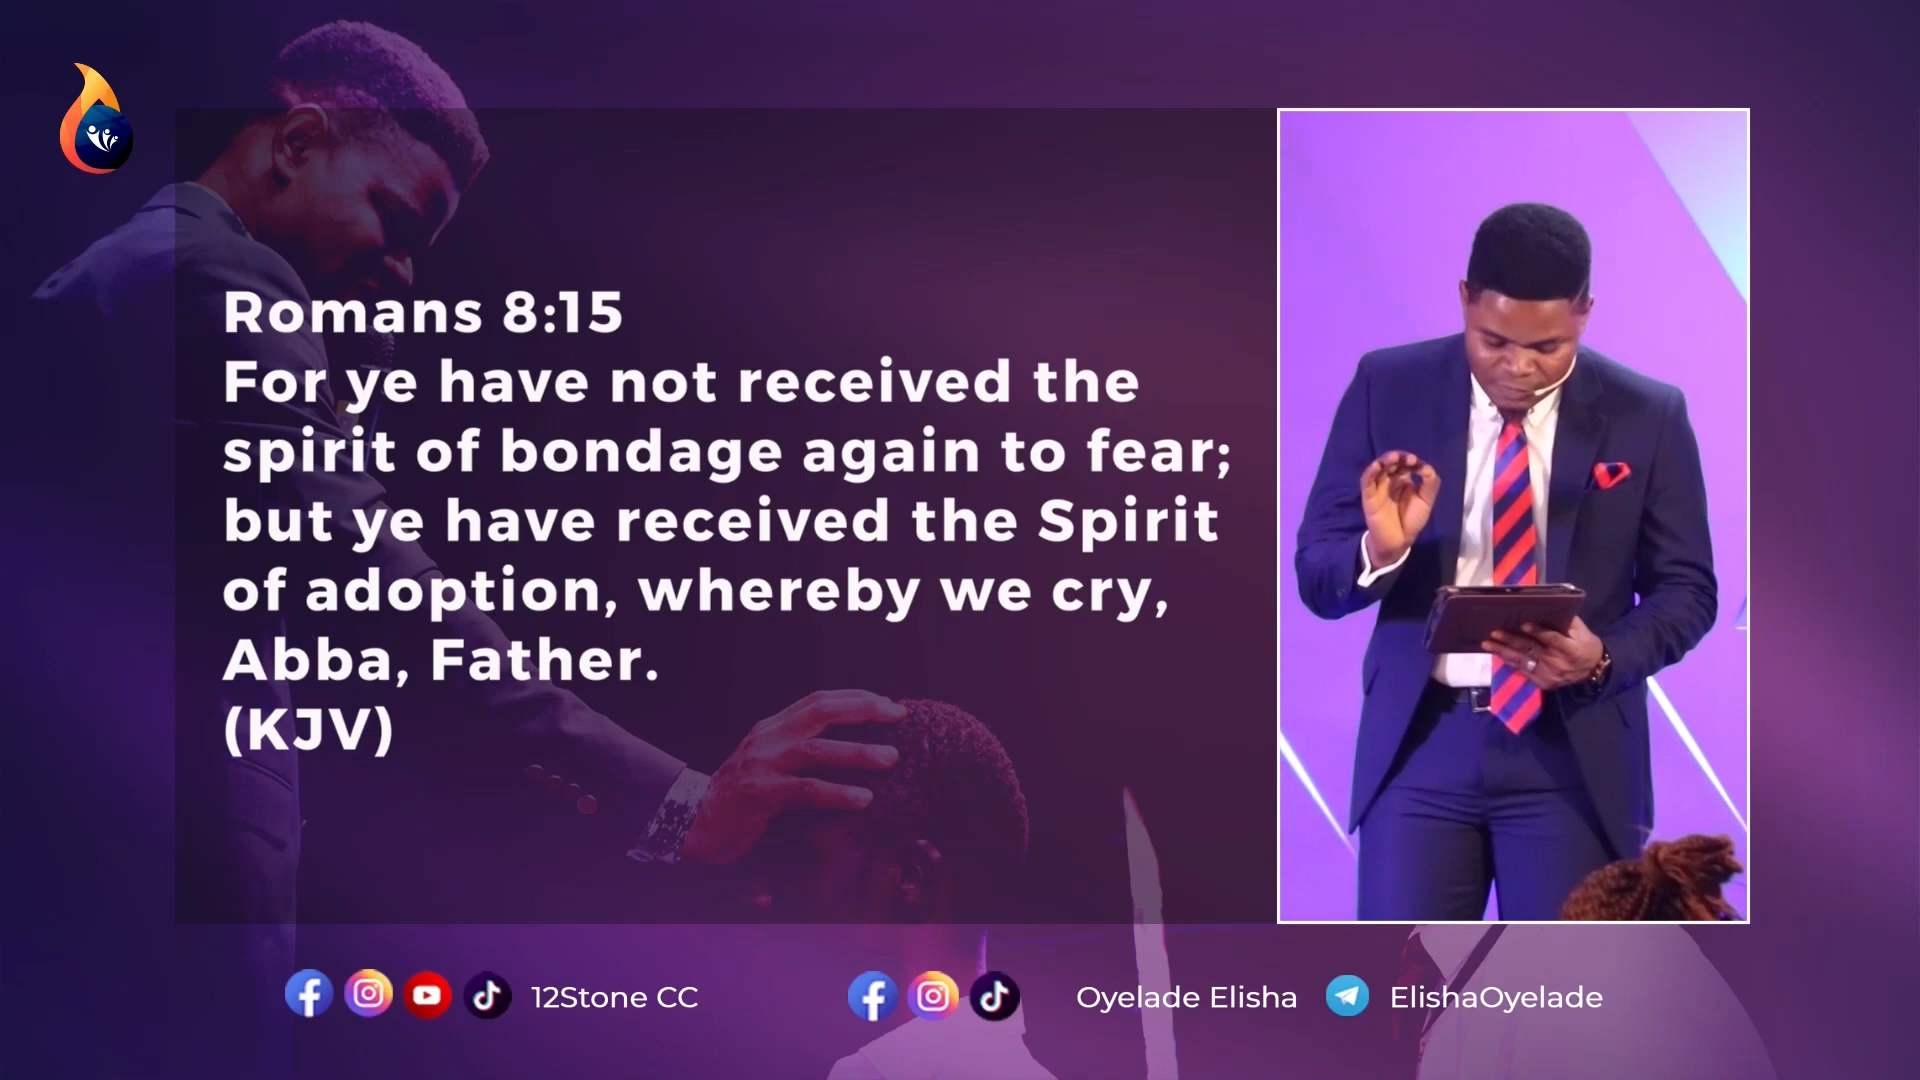 Romans 8:15
For ye have not received the
spirit of bondage again to fear;
but ye have received the Spirit
of adoption, whereby we cry,
Abba, Father.
(KJV)
12Stone CC
Oyelade Elisha
ElishaOyelade